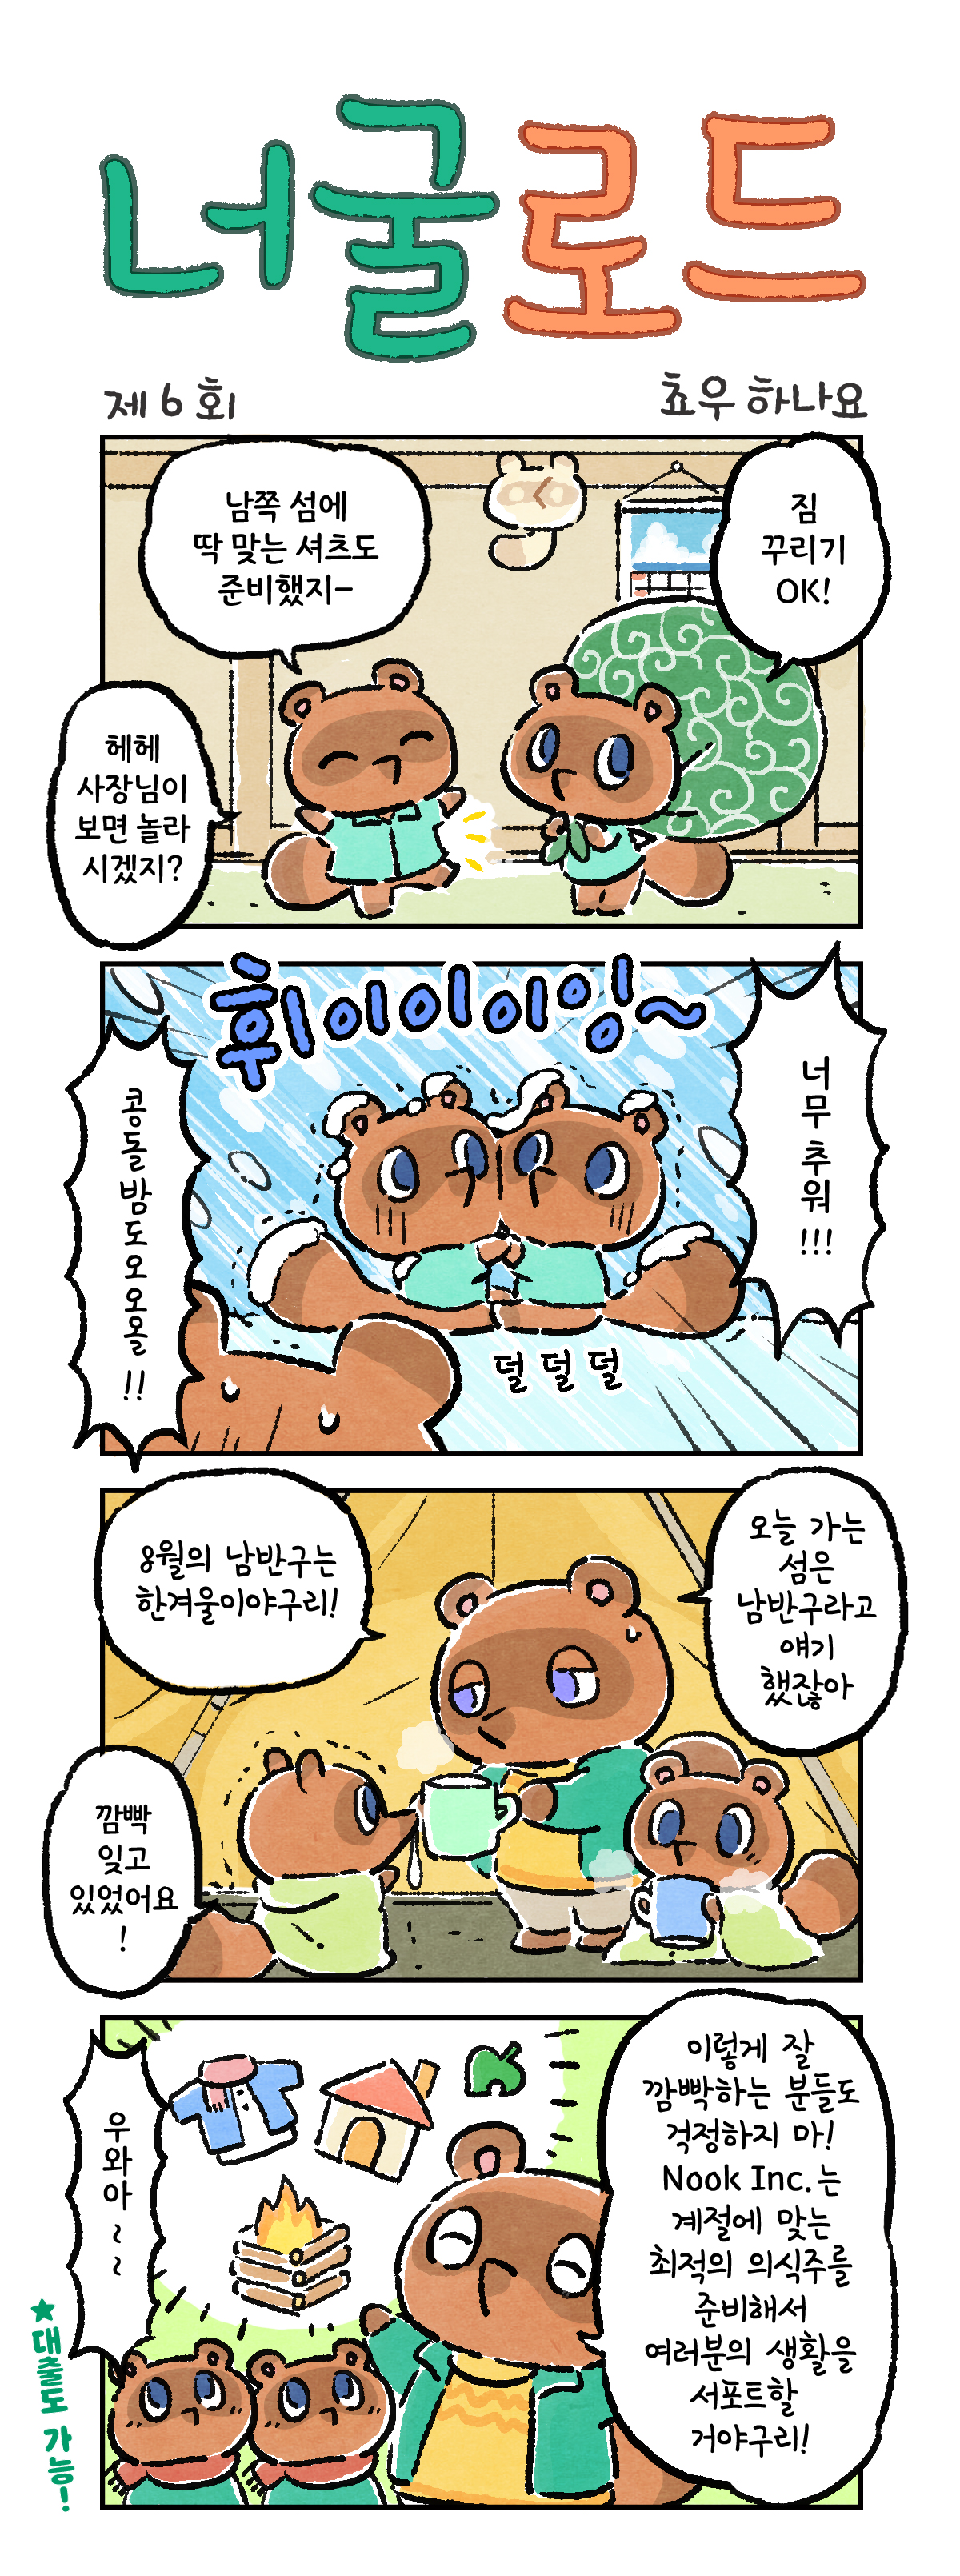 너굴로드
제 6 회
쵸우 하나요
짐
꾸리기
OK!
남쪽 섬에
딱 맞는 셔츠도
준비했지–
헤헤
사장님이
보면 놀라
시겠지?
휘이이이잉~
너무 추워!!!
콩돌밤도오오올!!
덜 덜 덜
오늘 가는
섬은
남반구라고
얘기
했잖아
8월의 남반구는
한겨울이야구리!
깜빡
잊고
있었어요
!
이렇게 잘
깜빡하는 분들도
걱정하지 마!
Nook Inc.는
계절에 맞는
최적의 의식주를
준비해서
여러분의 생활을
서포트할
거야구리!
우와아~~
★대출도 가능!